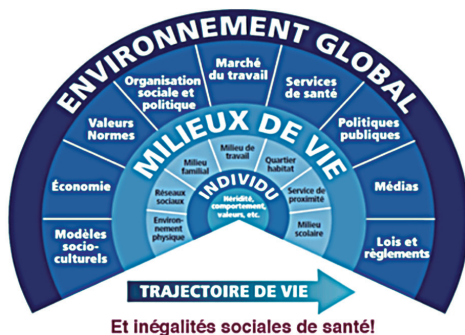 ENVIRONNEMENT GLOBAL
Modèles
socio-
culturels
Économie
Valeurs
Normes
Organisation
sociale et
politique
Marché
du travail
Services
de santé
Politiques
publiques
Médias
Lois et
règlements
MILIEUX DE VIE
Environ-
nement
physique
Réseaux
sociaux
Milieu
familial
Milieu de
travail
Quartier
habitat
Service de
proximité
Milieu
scolaire
INDIVIDU
Hérédité,
comportement,
valeurs, etc.
TRAJECTOIRE DE VIE
Et inégalités sociales de santé!